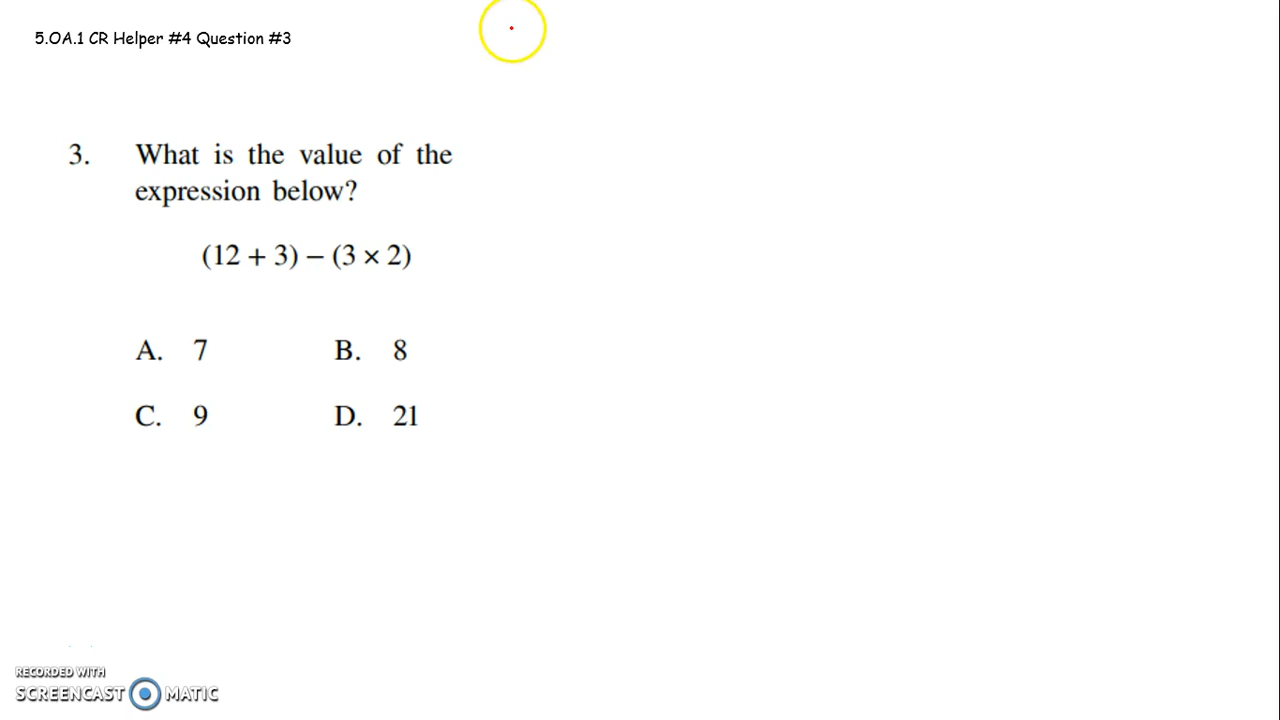 5.OA.1 CR Helper #4 Question #3
3. What is the value of the
expression below?
(12 + 3) − (3 × 2)
A. 7 B. 8
C. 9 D. 21
RECORDED WITH
SCREENCAST MATIC